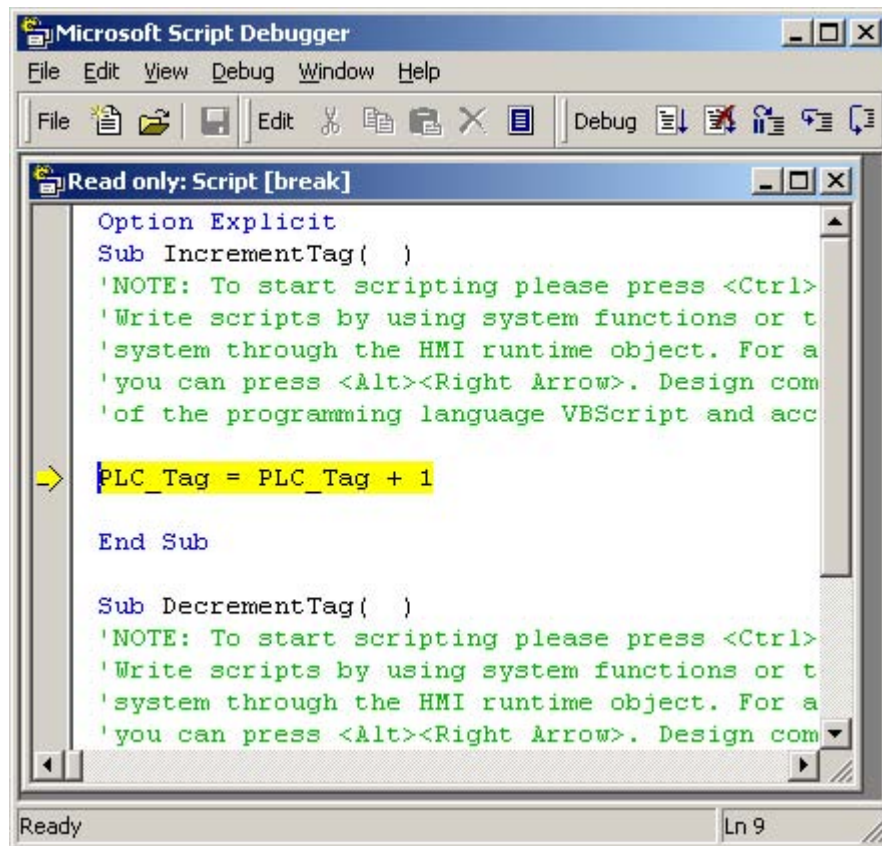 Microsoft Script Debugger
File Edit View Debug Window Help
File Edit Debug
Read only: Script [break]
Option Explicit
Sub IncrementTag(  )
'NOTE: To start scripting please press <Ctrl>
'Write scripts by using system functions or t
'system through the HMI runtime object. For a
'you can press <Alt><Right Arrow>. Design com
'of the programming language VBScript and acc
PLC_Tag = PLC_Tag + 1
End Sub
Sub DecrementTag(  )
'NOTE: To start scripting please press <Ctrl>
'Write scripts by using system functions or t
'system through the HMI runtime object. For a
'you can press <Alt><Right Arrow>. Design com
Ready Ln 9